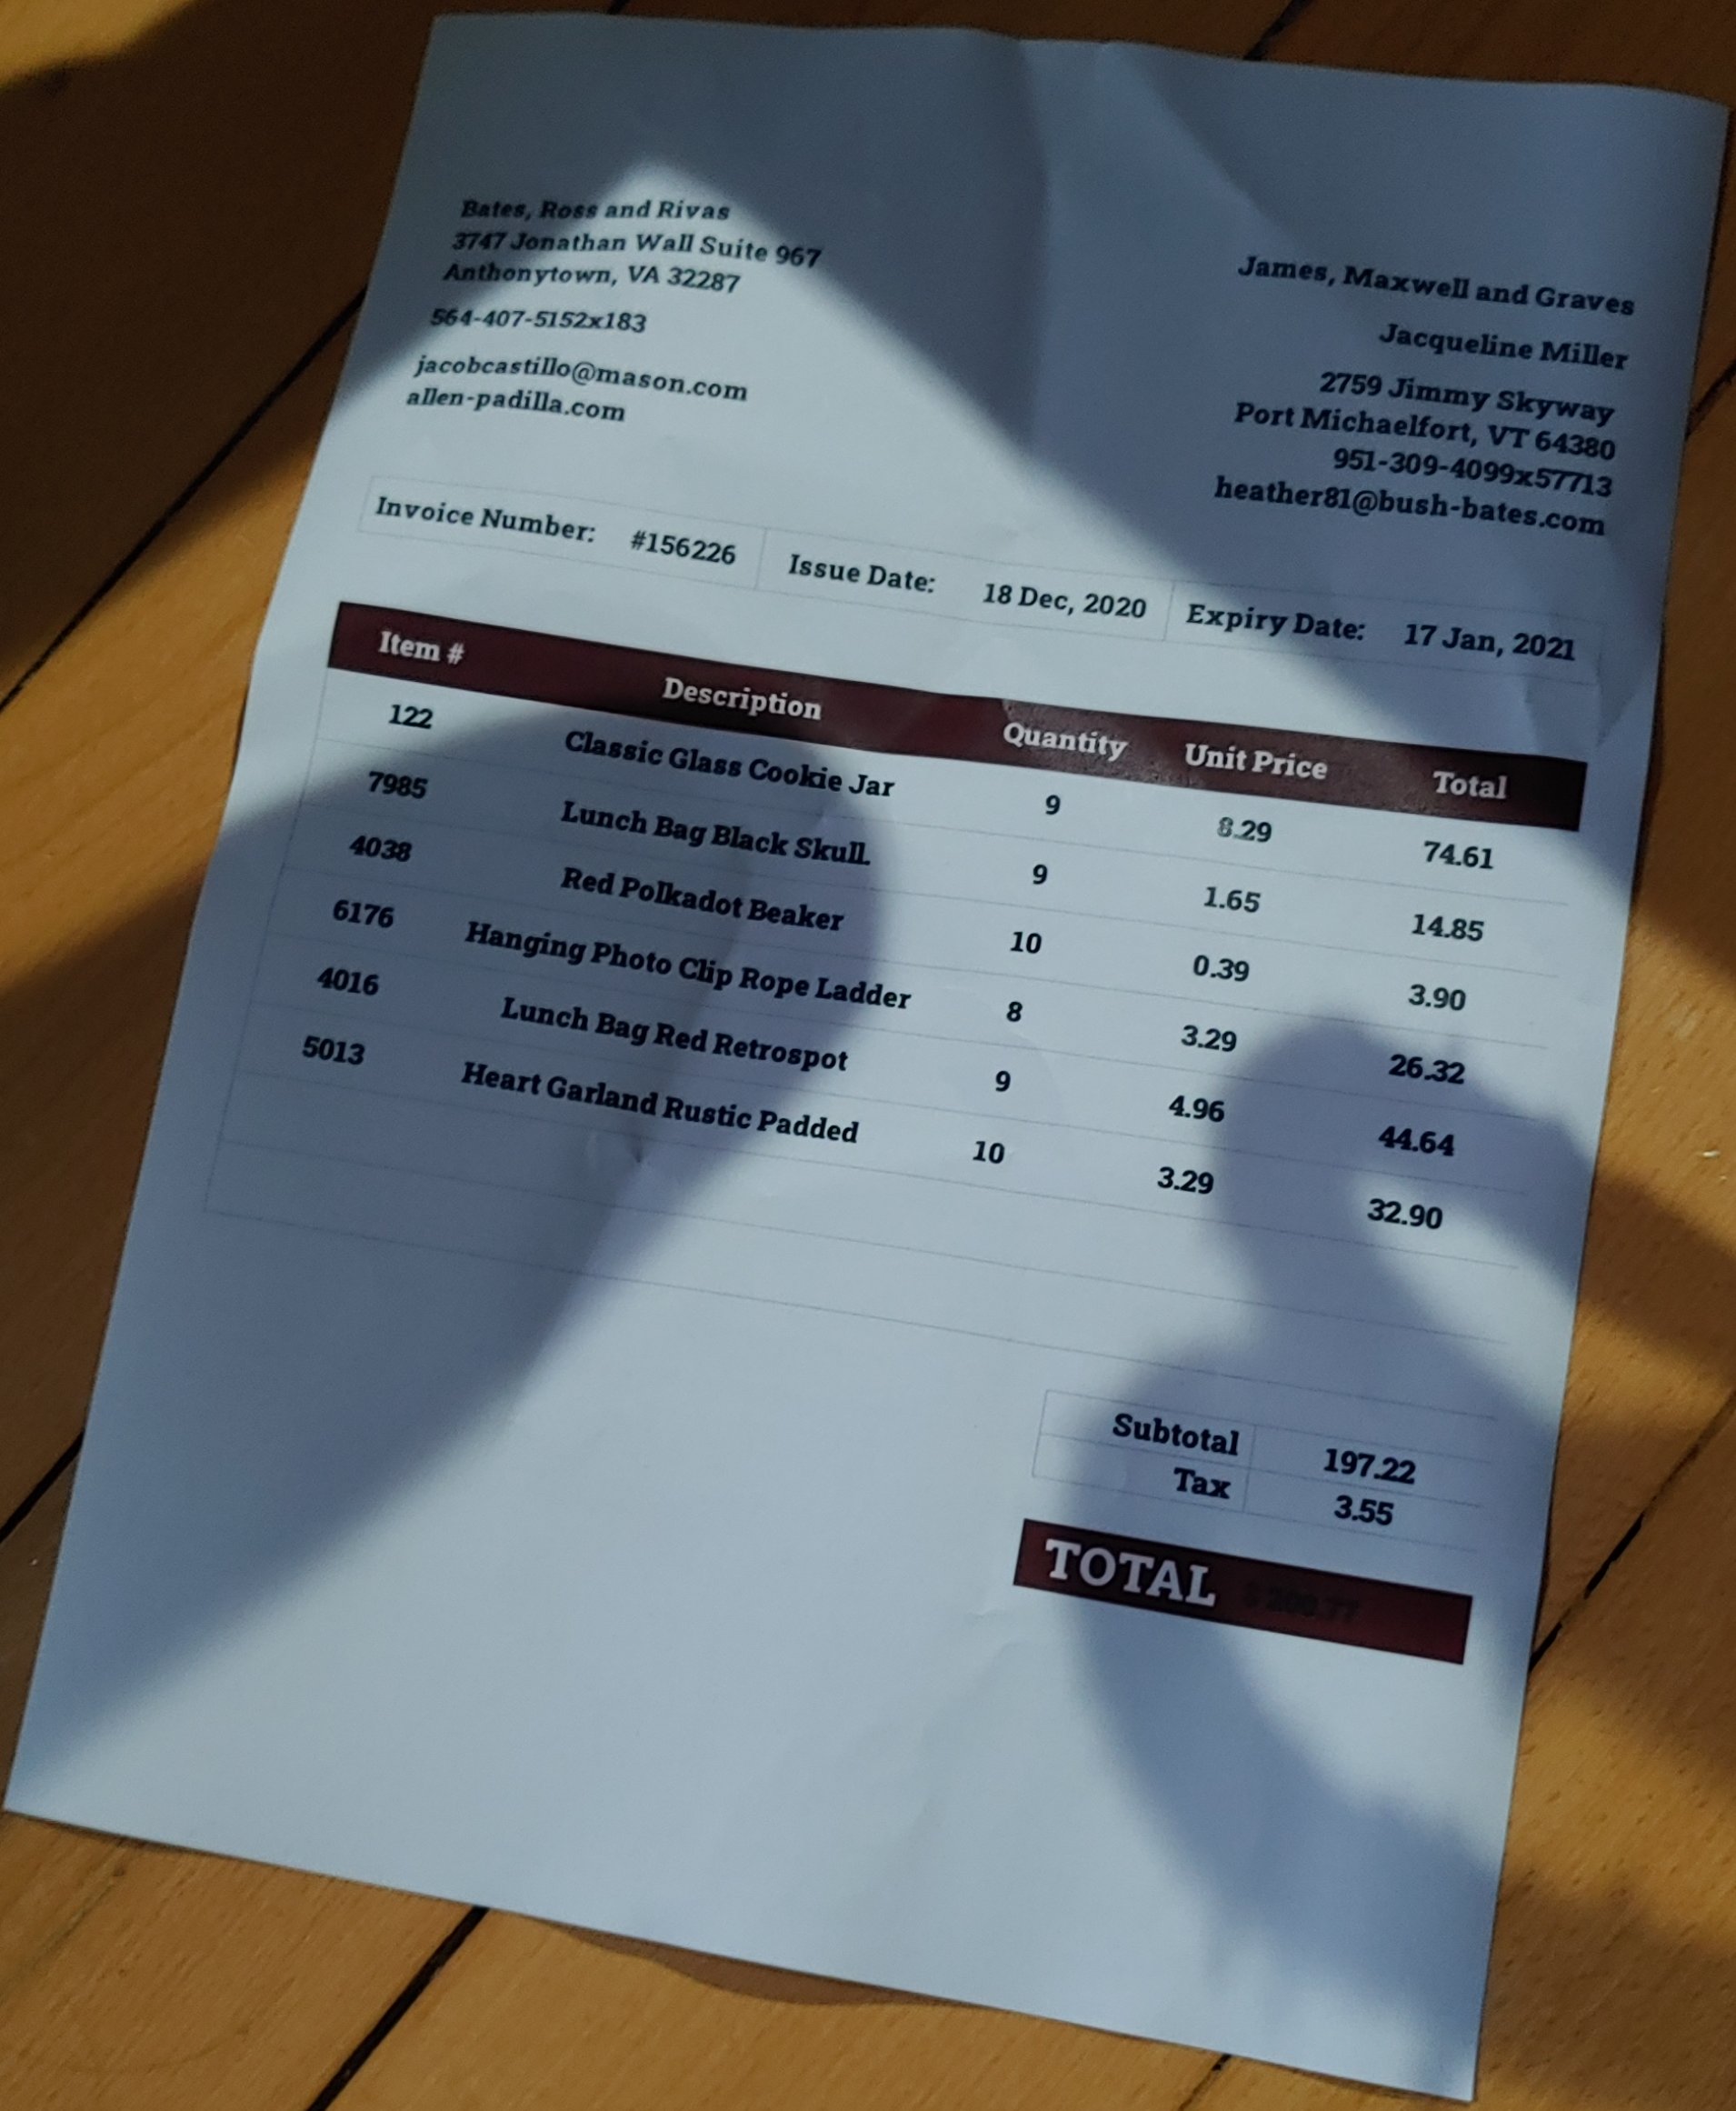 Bates, Ross and Rivas
3747 Jonathan Wall Suite 967
Anthonytown, VA 32287
564-407-5152x183
jacobcastillo@mason.com
allen-padilla.com
James, Maxwell and Graves
Jacqueline Miller
2759 Jimmy Skyway
Port Michaelfort, VT 64380
951-309-4099x57713
heather81@bush-bates.com
Invoice Number: #156226 Issue Date: 18 Dec, 2020 Expiry Date: 17 Jan, 2021
Item # Description Quantity Unit Price Total
122 Classic Glass Cookie Jar 9 8.29 74.61
7985 Lunch Bag Black Skull. 9 1.65 14.85
4038 Red Polkadot Beaker 10 0.39 3.90
6176 Hanging Photo Clip Rope Ladder 8 3.29 26.32
4016 Lunch Bag Red Retrospot 9 4.96 44.64
5013 Heart Garland Rustic Padded 10 3.29 32.90
Subtotal 197.22
Tax 3.55
TOTAL $ 200.77